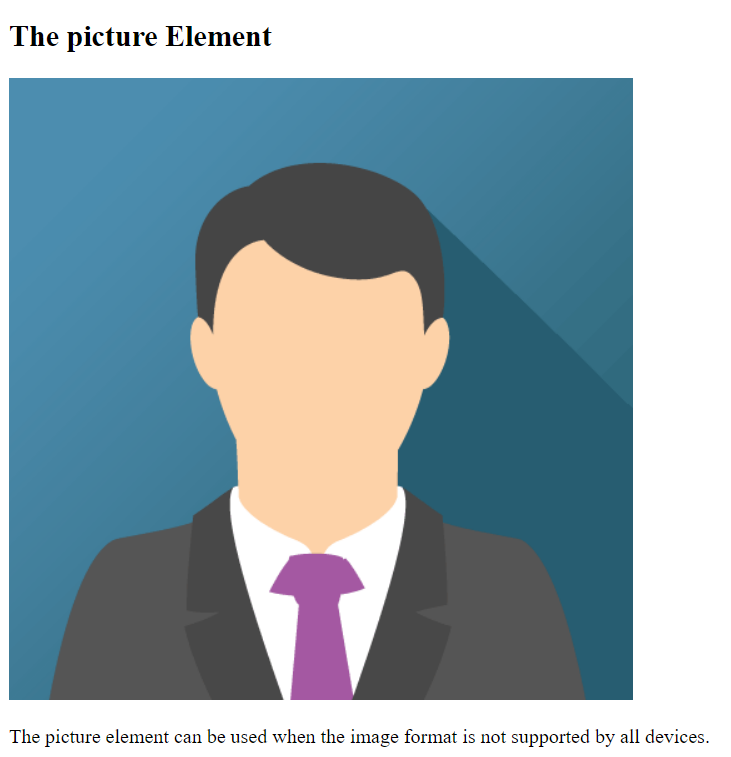 The picture Element
The picture element can be used when the image format is not supported by all devices.